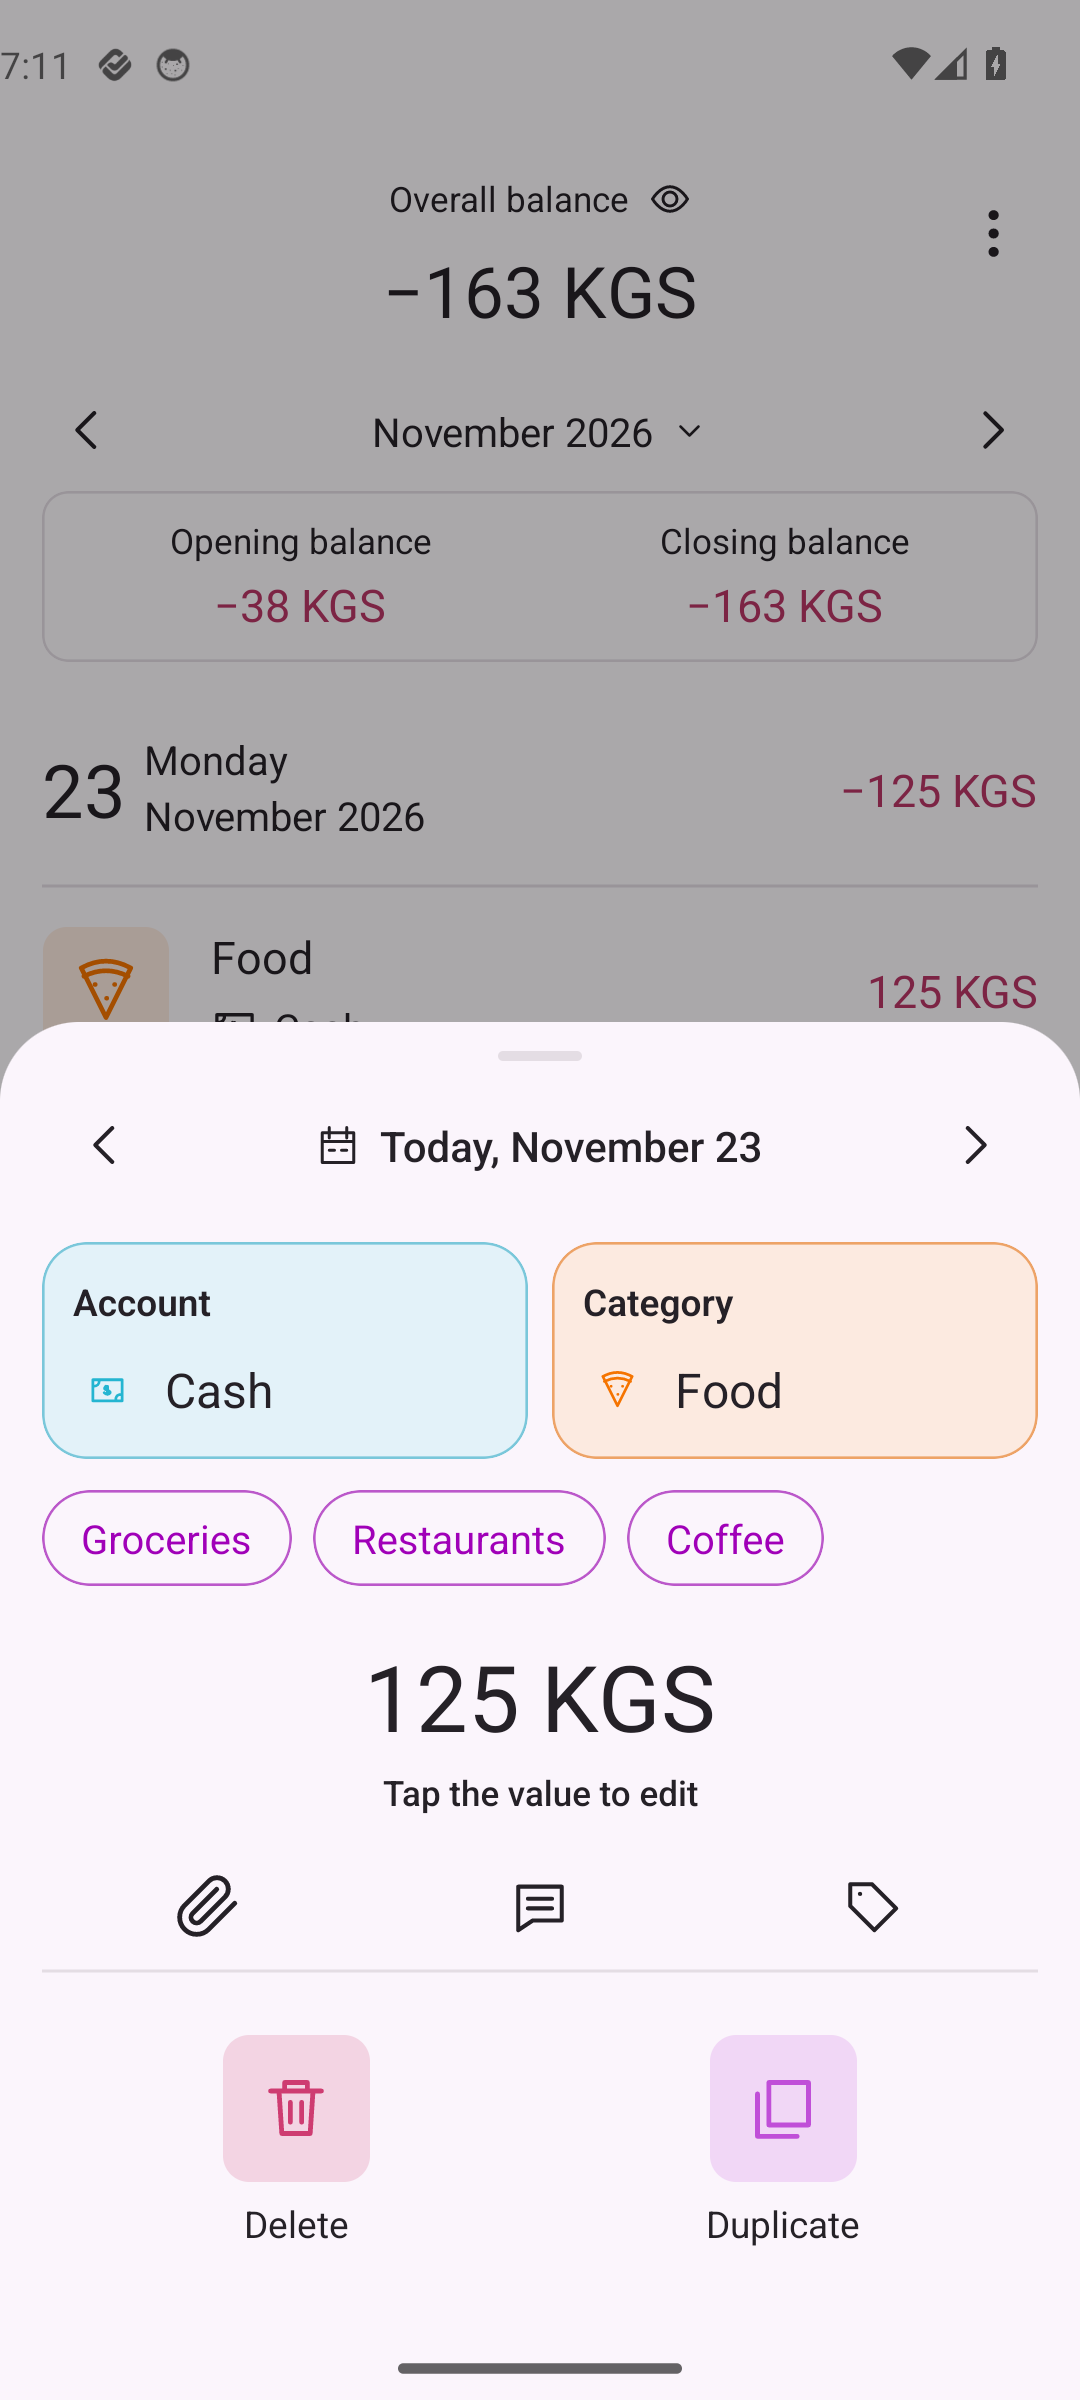 7:11
Overall balance
−163 KGS
November 2026
Opening balance
Closing balance
−38 KGS
−163 KGS
23
Monday
November 2026
−125 KGS
Food
125 KGS
Cash
Today, November 23
Account
Cash
Category
Food
Groceries
Restaurants
Coffee
125 KGS
Tap the value to edit
Delete
Duplicate